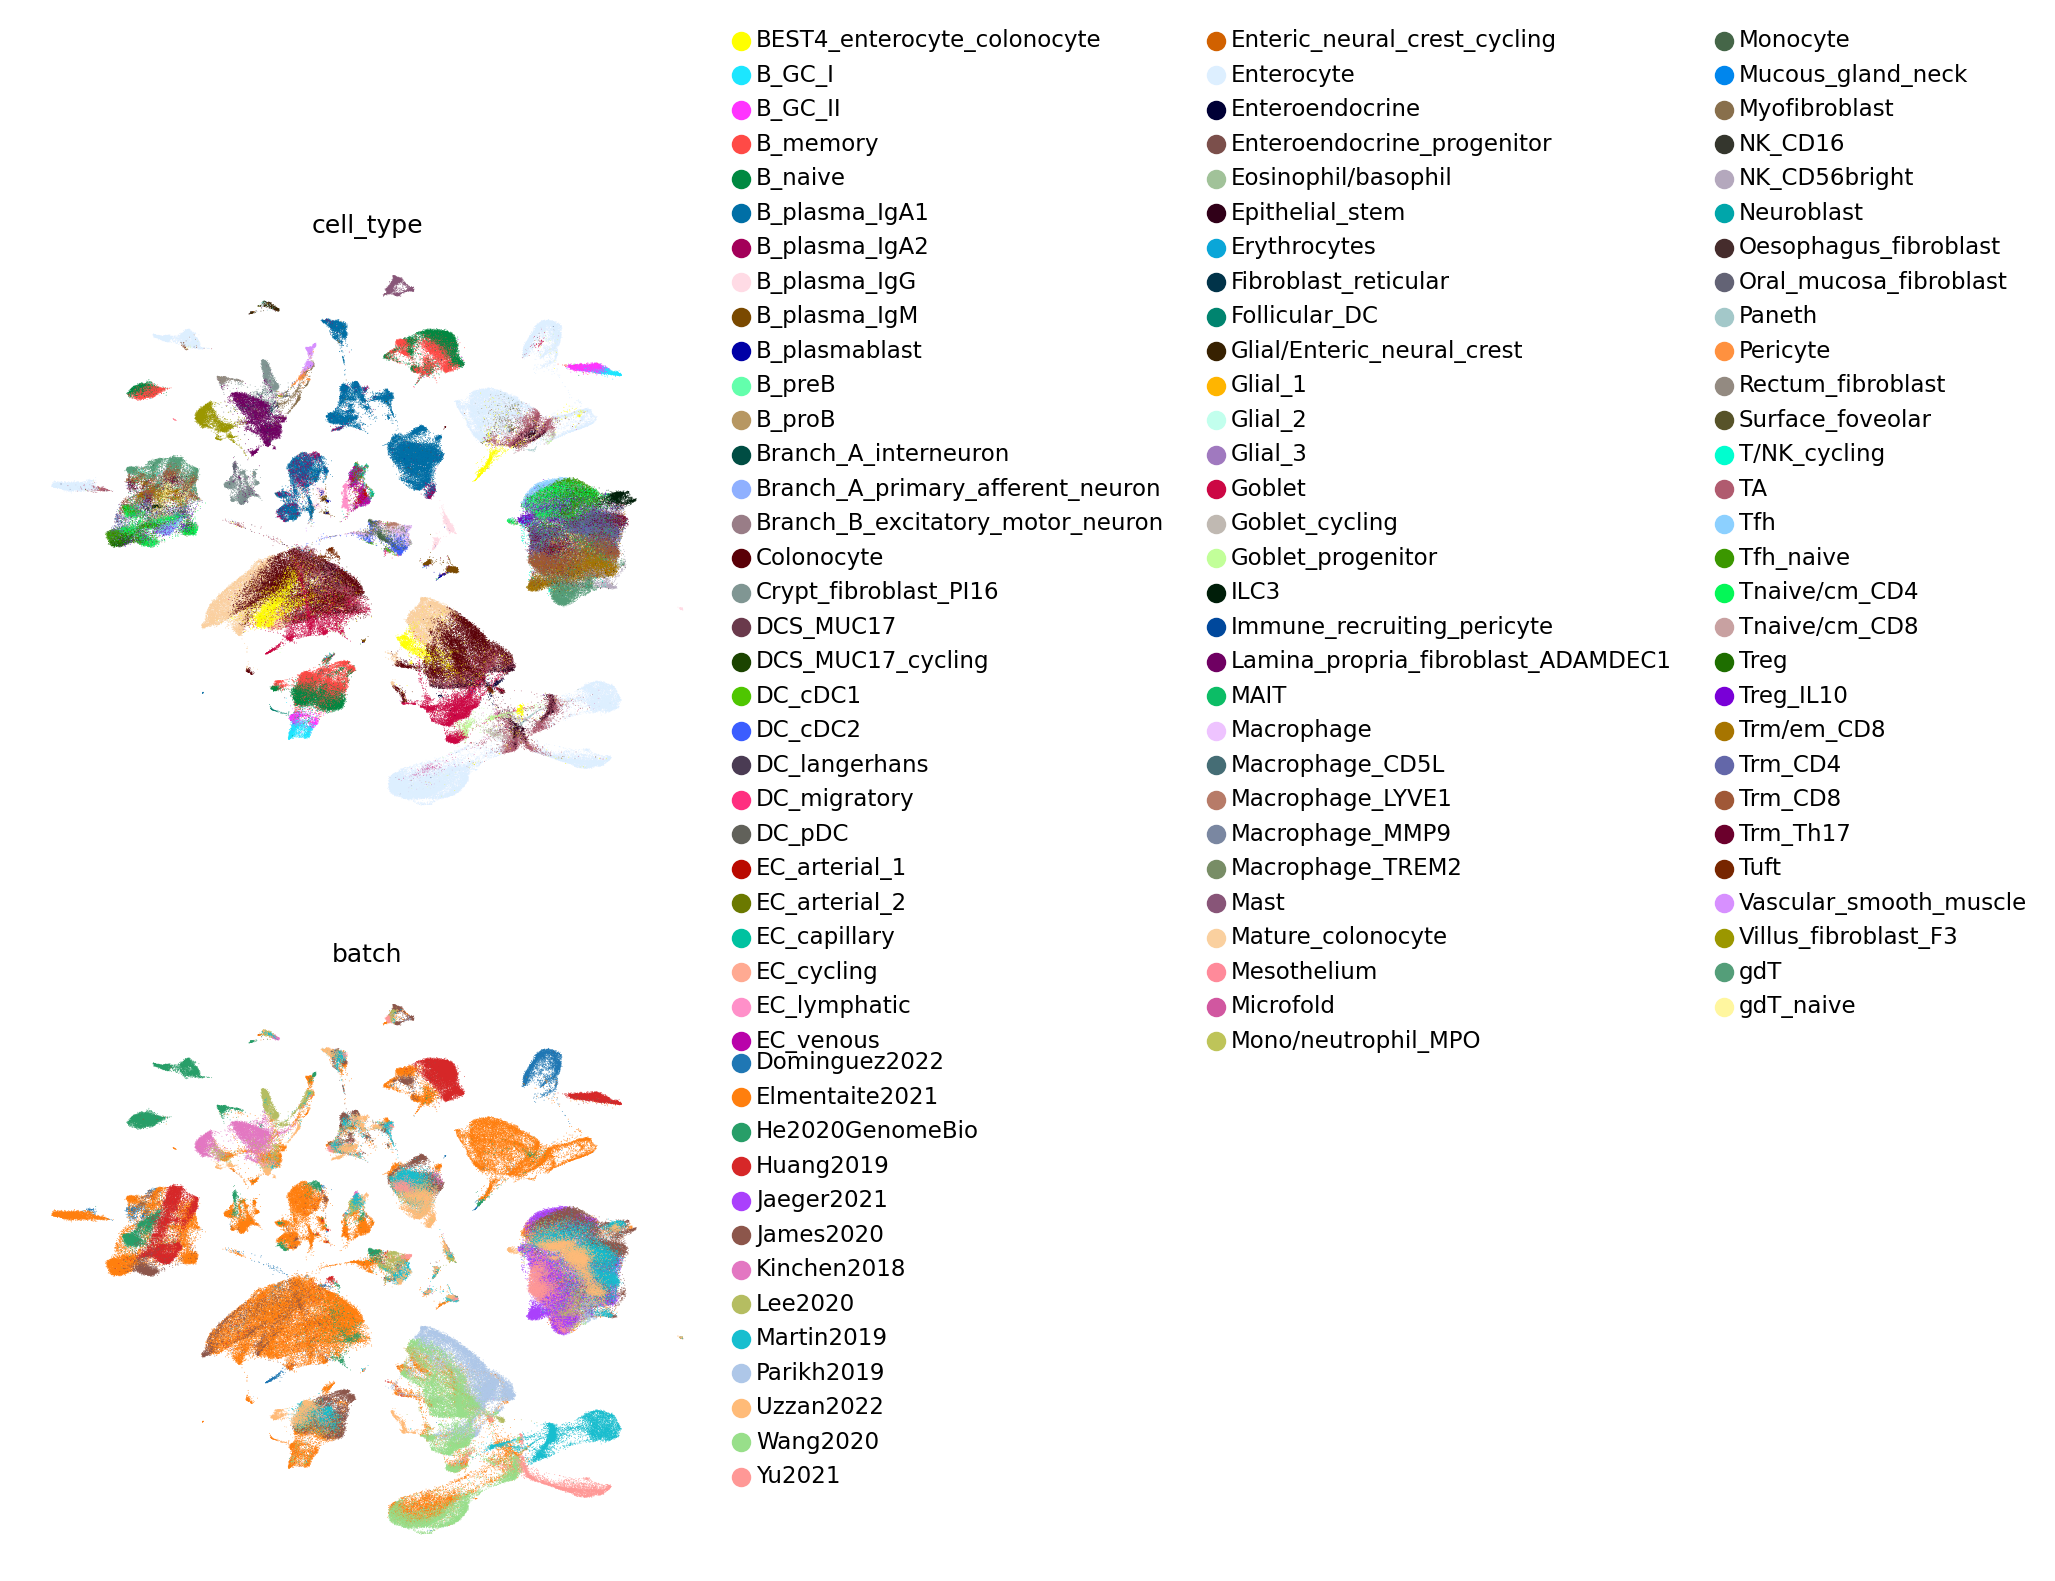 cell_type
BEST4_enterocyte_colonocyte
B_GC_I
B_GC_II
B_memory
B_naive
B_plasma_IgA1
B_plasma_IgA2
B_plasma_IgG
B_plasma_IgM
B_plasmablast
B_preB
B_proB
Branch_A_interneuron
Branch_A_primary_afferent_neuron
Branch_B_excitatory_motor_neuron
Colonocyte
Crypt_fibroblast_PI16
DCS_MUC17
DCS_MUC17_cycling
DC_cDC1
DC_cDC2
DC_langerhans
DC_migratory
DC_pDC
EC_arterial_1
EC_arterial_2
EC_capillary
EC_cycling
EC_lymphatic
EC_venous
Enteric_neural_crest_cycling
Enterocyte
Enteroendocrine
Enteroendocrine_progenitor
Eosinophil/basophil
Epithelial_stem
Erythrocytes
Fibroblast_reticular
Follicular_DC
Glial/Enteric_neural_crest
Glial_1
Glial_2
Glial_3
Goblet
Goblet_cycling
Goblet_progenitor
ILC3
Immune_recruiting_pericyte
Lamina_propria_fibroblast_ADAMDEC1
MAIT
Macrophage
Macrophage_CD5L
Macrophage_LYVE1
Macrophage_MMP9
Macrophage_TREM2
Mast
Mature_colonocyte
Mesothelium
Microfold
Mono/neutrophil_MPO
Monocyte
Mucous_gland_neck
Myofibroblast
NK_CD16
NK_CD56bright
Neuroblast
Oesophagus_fibroblast
Oral_mucosa_fibroblast
Paneth
Pericyte
Rectum_fibroblast
Surface_foveolar
T/NK_cycling
TA
Tfh
Tfh_naive
Tnaive/cm_CD4
Tnaive/cm_CD8
Treg
Treg_IL10
Trm/em_CD8
Trm_CD4
Trm_CD8
Trm_Th17
Tuft
Vascular_smooth_muscle
Villus_fibroblast_F3
gdT
gdT_naive
batch
Dominguez2022
Elmentaite2021
He2020GenomeBio
Huang2019
Jaeger2021
James2020
Kinchen2018
Lee2020
Martin2019
Parikh2019
Uzzan2022
Wang2020
Yu2021